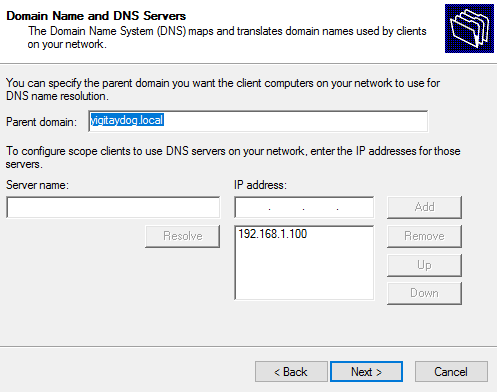 Domain Name and DNS Servers
The Domain Name System (DNS) maps and translates domain names used by clients
on your network.
You can specify the parent domain you want the client computers on your network to use for
DNS name resolution.
Parent domain: vigitaydog.local
To configure scope clients to use DNS servers on your network, enter the IP addresses for those
servers.
Server name: IP address:
. . . Add
Resolve 192.168.1.100 Remove
Up
Down
< Back Next > Cancel